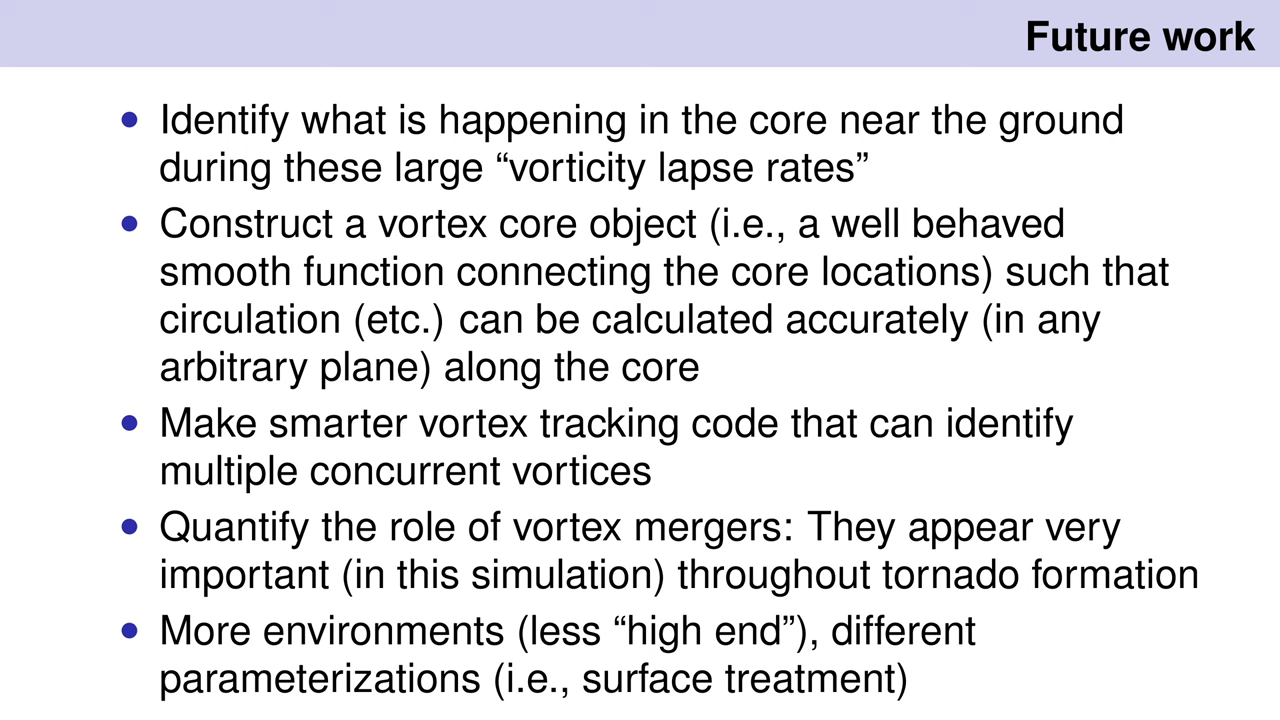 Future work
• Identify what is happening in the core near the ground
during these large “vorticity lapse rates”
• Construct a vortex core object (i.e., a well behaved
smooth function connecting the core locations) such that
circulation (etc.) can be calculated accurately (in any
arbitrary plane) along the core
• Make smarter vortex tracking code that can identify
multiple concurrent vortices
• Quantify the role of vortex mergers: They appear very
important (in this simulation) throughout tornado formation
• More environments (less “high end”), different
parameterizations (i.e., surface treatment)